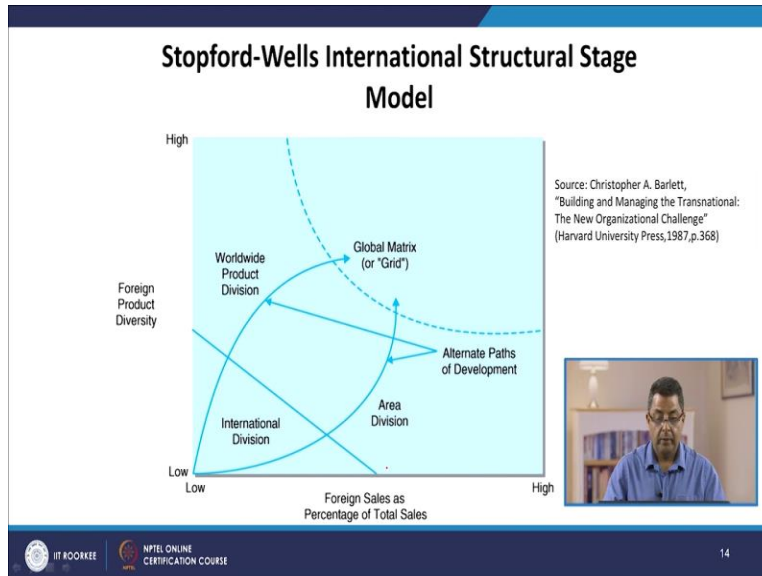 Stopford-Wells International Structural Stage
Model
High
Worldwide
Product
Division
Global Matrix
(or "Grid")
Foreign
Product
Diversity
Alternate Paths
of Development
International
Division
Area
Division
Low
Low
High
Foreign Sales as
Percentage of Total Sales
Source: Christopher A. Barlett,
“Building and Managing the Transnational:
The New Organizational Challenge”
(Harvard University Press,1987,p.368)
IIT ROORKEE
NPTEL ONLINE
CERTIFICATION COURSE
14